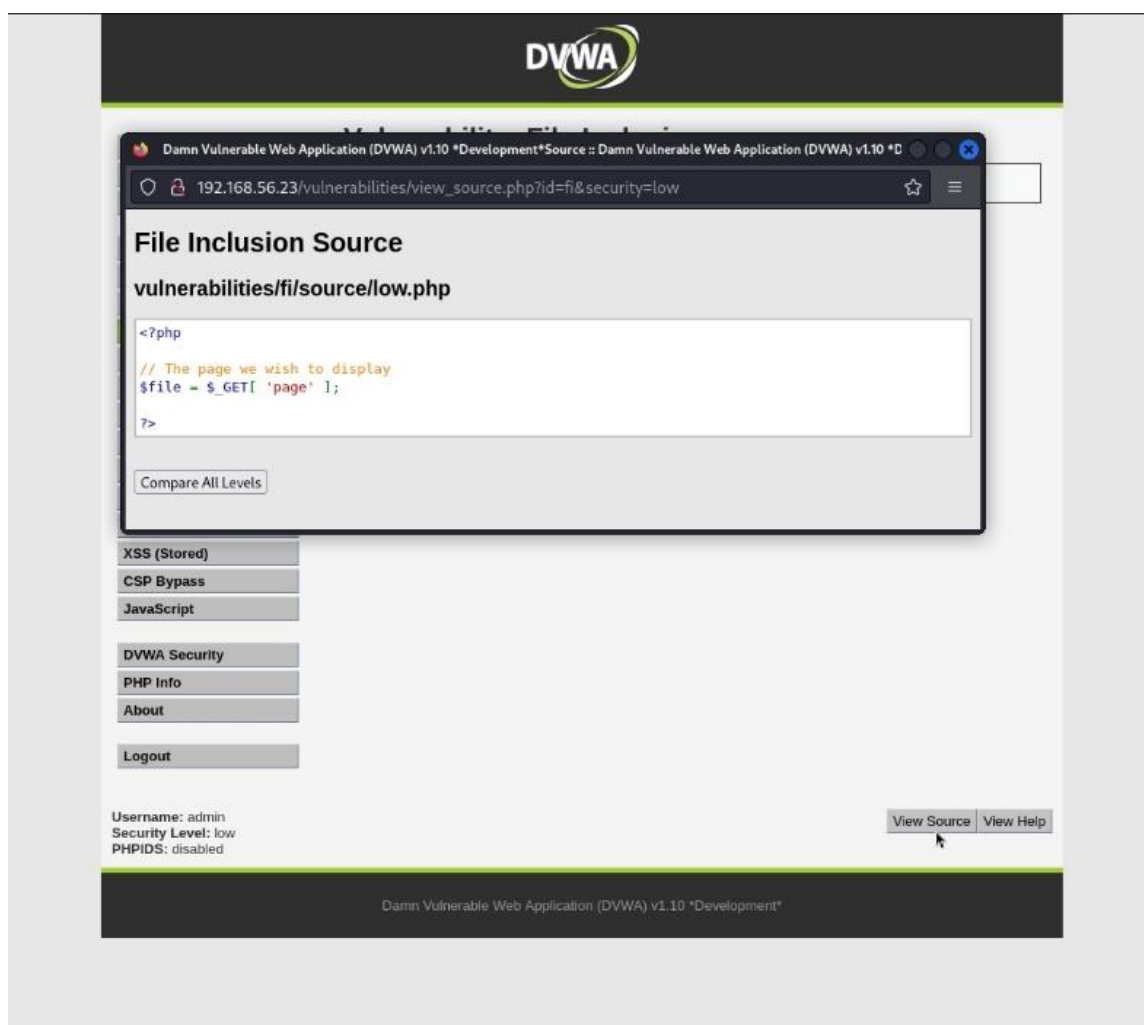 DVWA
Damn Vulnerable Web Application (DVWA) v1.10 *Development*Source :: Damn Vulnerable Web Application (DVWA) v1.10 *D
192.168.56.23/vulnerabilities/view_source.php?id=fi&security=low
File Inclusion Source
vulnerabilities/fi/source/low.php
<?php
// The page we wish to display
$file = $_GET[ 'page' ];
?>
Compare All Levels
XSS (Stored)
CSP Bypass
JavaScript
DVWA Security
PHP Info
About
Logout
Username: admin
Security Level: low
PHPIDS: disabled
View Source View Help
Damn Vulnerable Web Application (DVWA) v1.10 *Development*